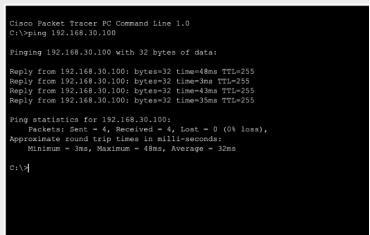 Cisco Packet Tracer PC Command Line 1.0
C:\>ping 192.168.30.100
Pinging 192.168.30.100 with 32 bytes of data:
Reply from 192.168.30.100: bytes=32 time=48ms TTL=255
Reply from 192.168.30.100: bytes=32 time=3ms TTL=255
Reply from 192.168.30.100: bytes=32 time=43ms TTL=255
Reply from 192.168.30.100: bytes=32 time=35ms TTL=255
Ping statistics for 192.168.30.100:
Packets: Sent = 4, Received = 4, Lost = 0 (0% loss),
Approximate round trip times in milli-seconds:
Minimum = 3ms, Maximum = 48ms, Average = 32ms
C:\>